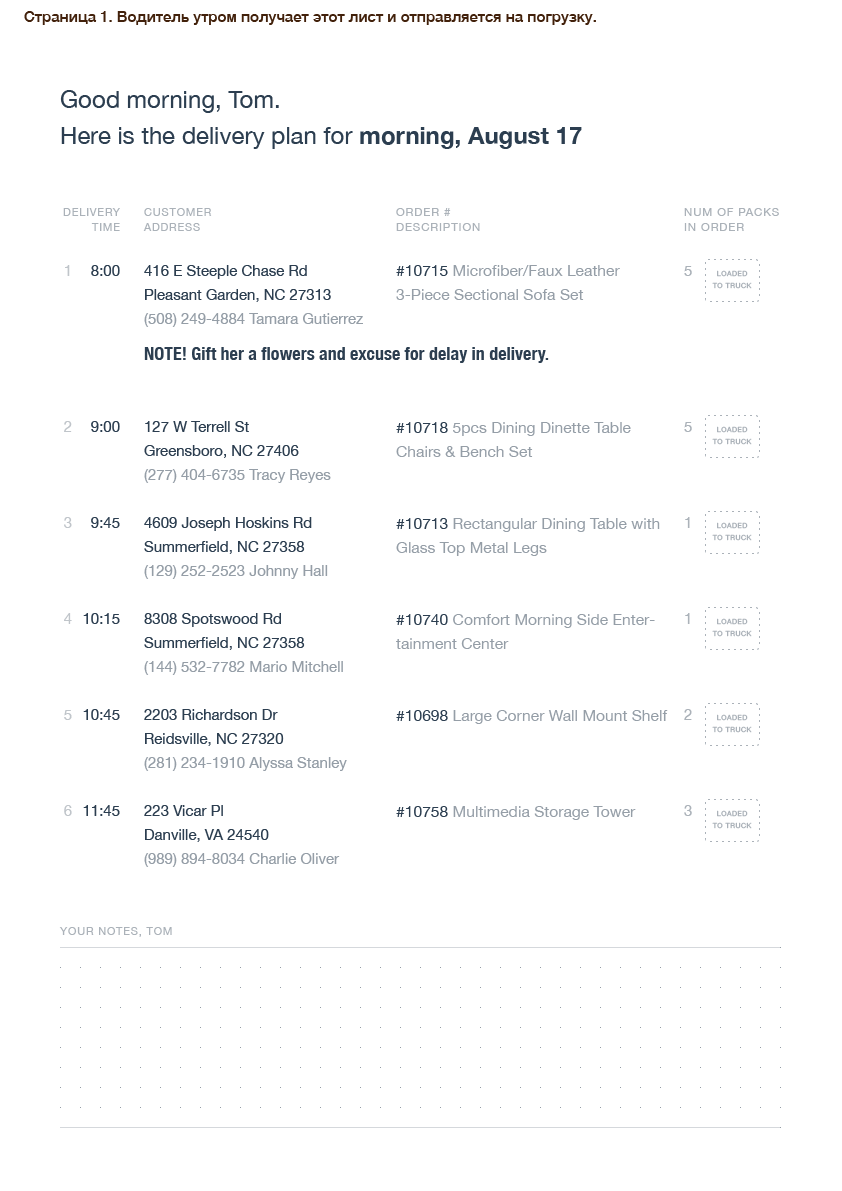 Страница 1. Водитель утром получает этот лист и отправляется на погрузку.
Good morning, Tom.
Here is the delivery plan for morning, August 17
DELIVERY CUSTOMER ORDER # NUM OF PACKS
TIME ADDRESS DESCRIPTION IN ORDER
1 8:00 416 E Steeple Chase Rd #10715 Microfiber/Faux Leather 5 LOADED
Pleasant Garden, NC 27313 3-Piece Sectional Sofa Set TO TRUCK
(508) 249-4884 Tamara Gutierrez
NOTE! Gift her a flowers and excuse for delay in delivery.
2 9:00 127 W Terrell St #10718 5pcs Dining Dinette Table 5 LOADED
Greensboro, NC 27406 Chairs & Bench Set TO TRUCK
(277) 404-6735 Tracy Reyes
3 9:45 4609 Joseph Hoskins Rd #10713 Rectangular Dining Table with 1 LOADED
Summerfield, NC 27358 Glass Top Metal Legs TO TRUCK
(129) 252-2523 Johnny Hall
4 10:15 8308 Spotswood Rd #10740 Comfort Morning Side Enter- 1 LOADED
Summerfield, NC 27358 tainment Center TO TRUCK
(144) 532-7782 Mario Mitchell
5 10:45 2203 Richardson Dr #10698 Large Corner Wall Mount Shelf 2 LOADED
Reidsville, NC 27320 TO TRUCK
(281) 234-1910 Alyssa Stanley
6 11:45 223 Vicar Pl #10758 Multimedia Storage Tower 3 LOADED
Danville, VA 24540 TO TRUCK
(989) 894-8034 Charlie Oliver
YOUR NOTES, TOM